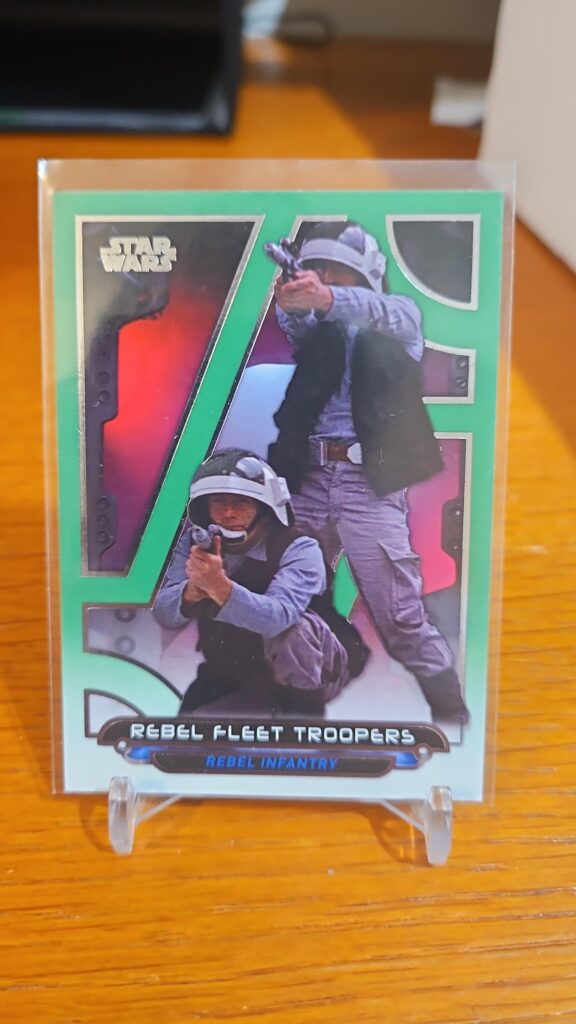 STAR
WARS
REBEL FLEET TROOPERS
REBEL INFANTRY